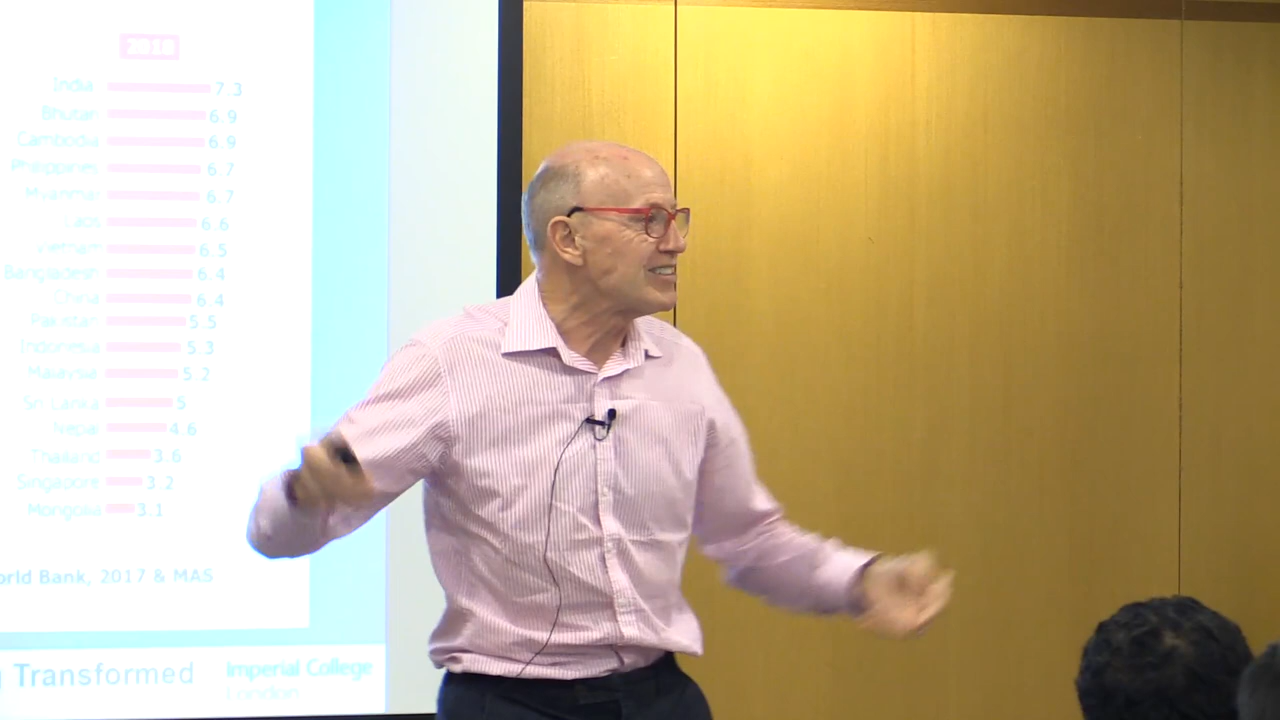 2018
India 7.3
Bhutan 6.9
Cambodia 6.9
Philippines 6.7
Myanmar 6.7
Laos 6.6
Vietnam 6.5
Bangladesh 6.4
China 6.4
Pakistan 5.5
Indonesia 5.3
Malaysia 5.2
Sri Lanka 5
Nepal 4.6
Thailand 3.6
Singapore 3.2
Mongolia 3.1
orld Bank, 2017 & MAS
g Transformed
Imperial College
London